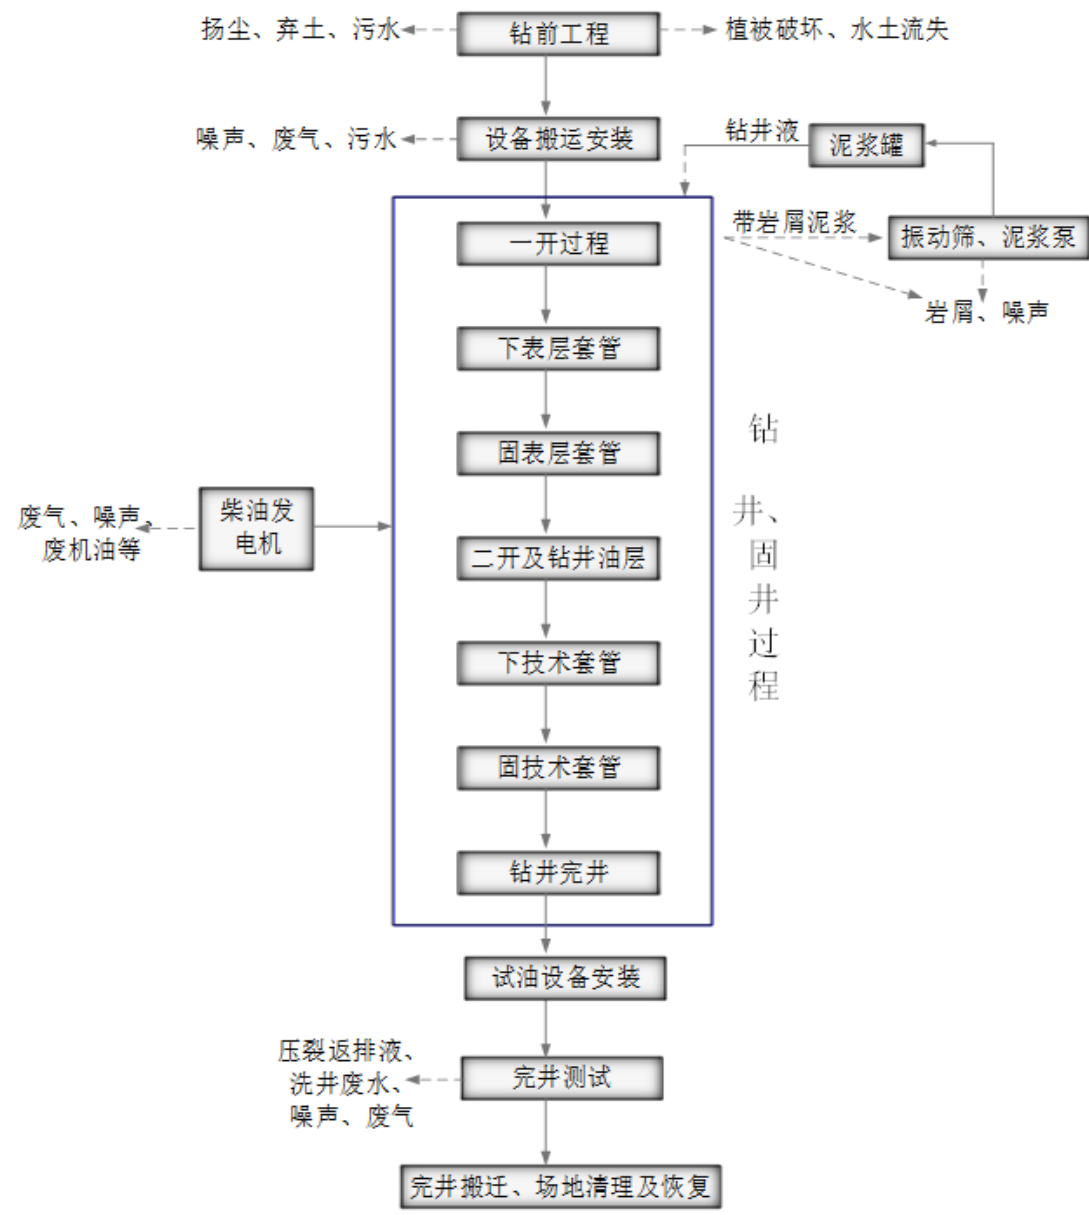 扬尘、弃土、污水
钻前工程
植被破坏、水土流失
噪声、废气、污水
设备搬运安装
钻井液
泥浆罐
一开过程
带岩屑泥浆
振动筛、泥浆泵
岩屑、噪声
下表层套管
固表层套管
钻
井、
固
井
过
程
废气、噪声、
废机油等
柴油发
电机
二开及钻井油层
下技术套管
固技术套管
钻井完井
试油设备安装
压裂返排液、
洗井废水、
噪声、废气
完井测试
完井搬迁、场地清理及恢复